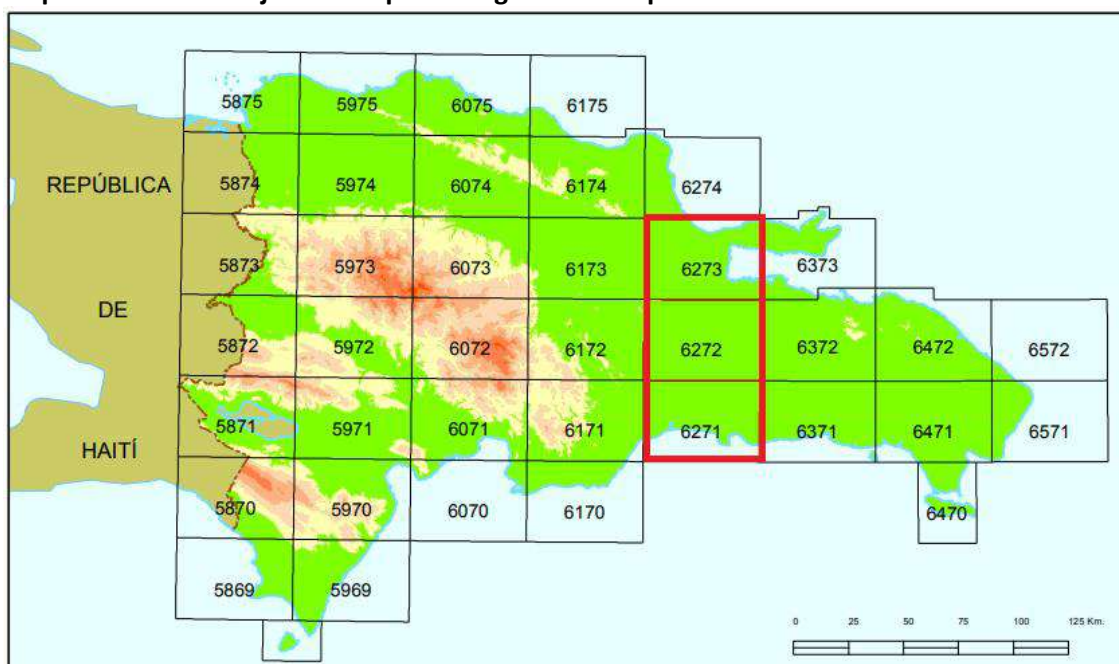 5875 5975 6075 6175
REPÚBLICA 5874 5974 6074 6174 6274
5873 5973 6073 6173 6273 6373
DE
5872 5972 6072 6172 6272 6372 6472 6572
HAITÍ 5871 5971 6071 6171 6271 6371 6471 6571
5870 5970 6070 6170 6470
5869 5969
0 25 50 75 100 125 Km.